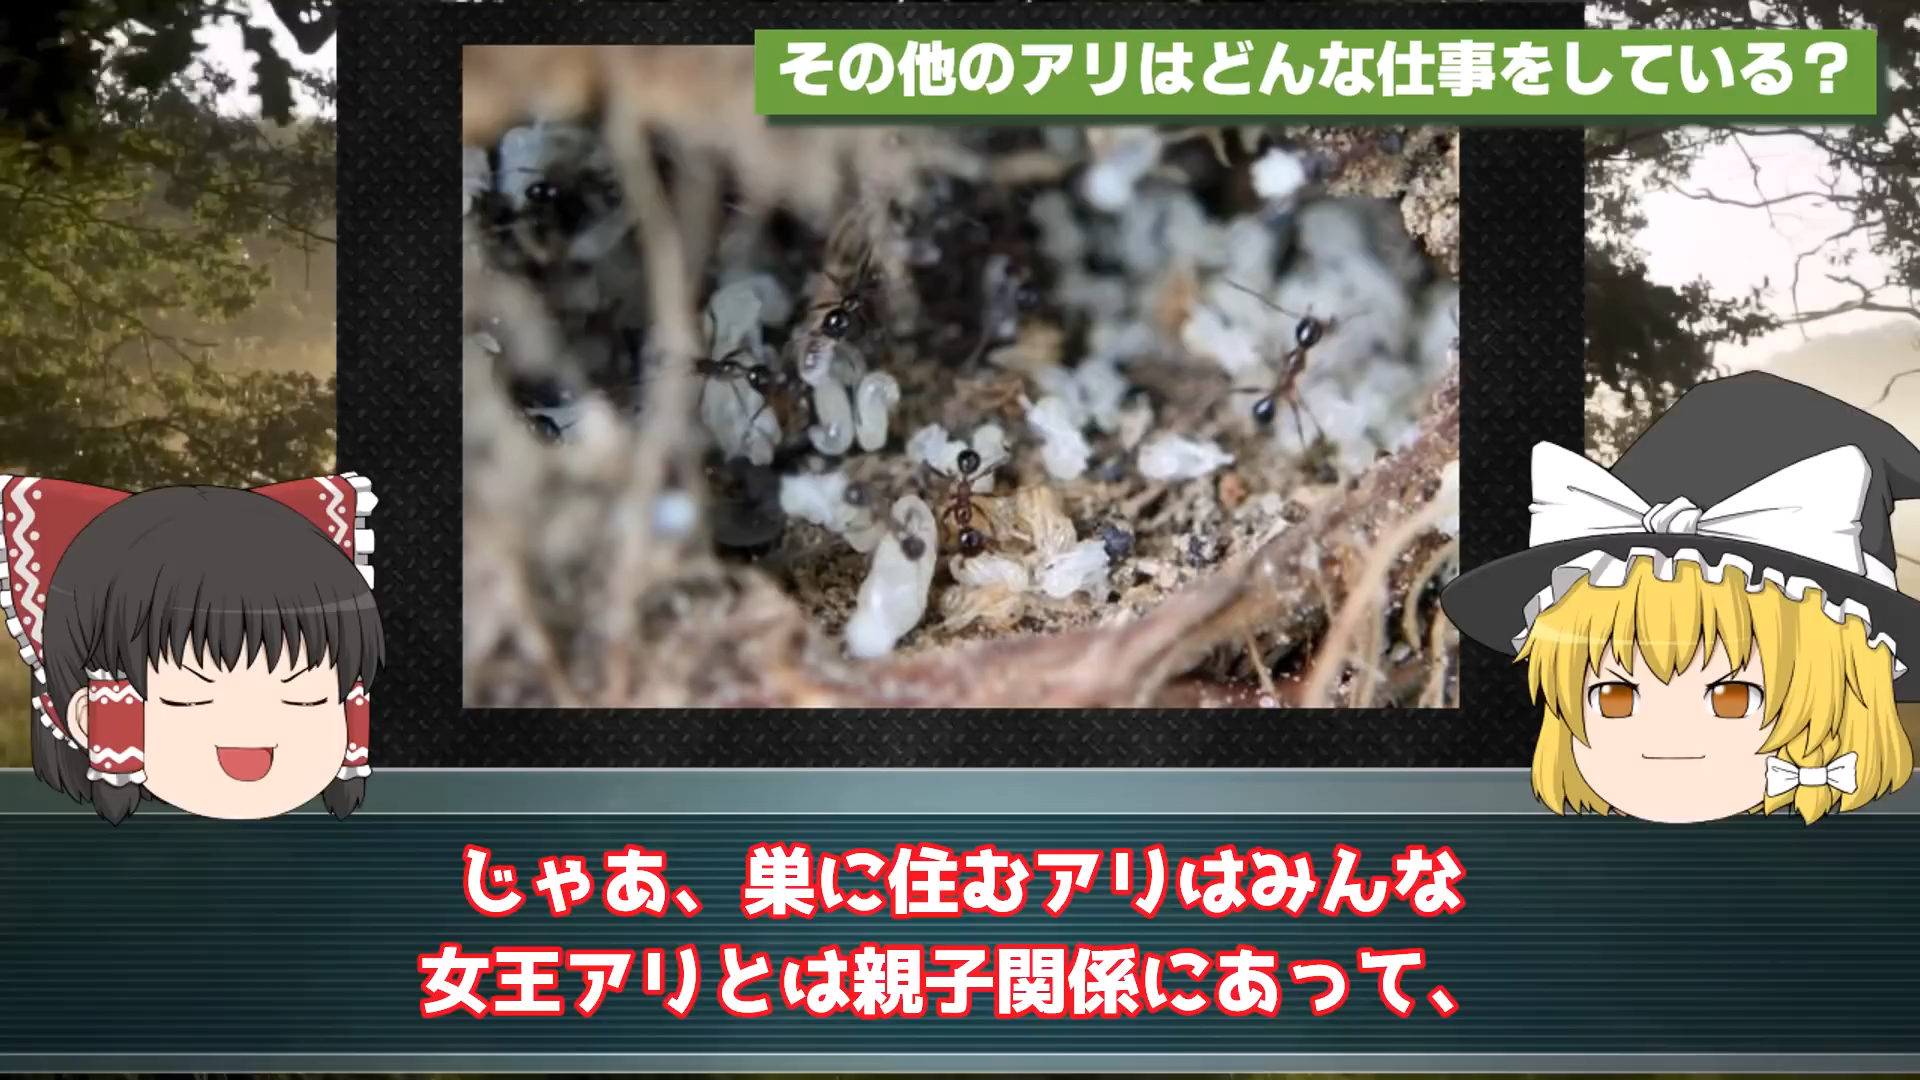 その他のアリはどんな仕事をしている？
じゃあ、巣に住むアリはみんな
女王アリとは親子関係にあって、